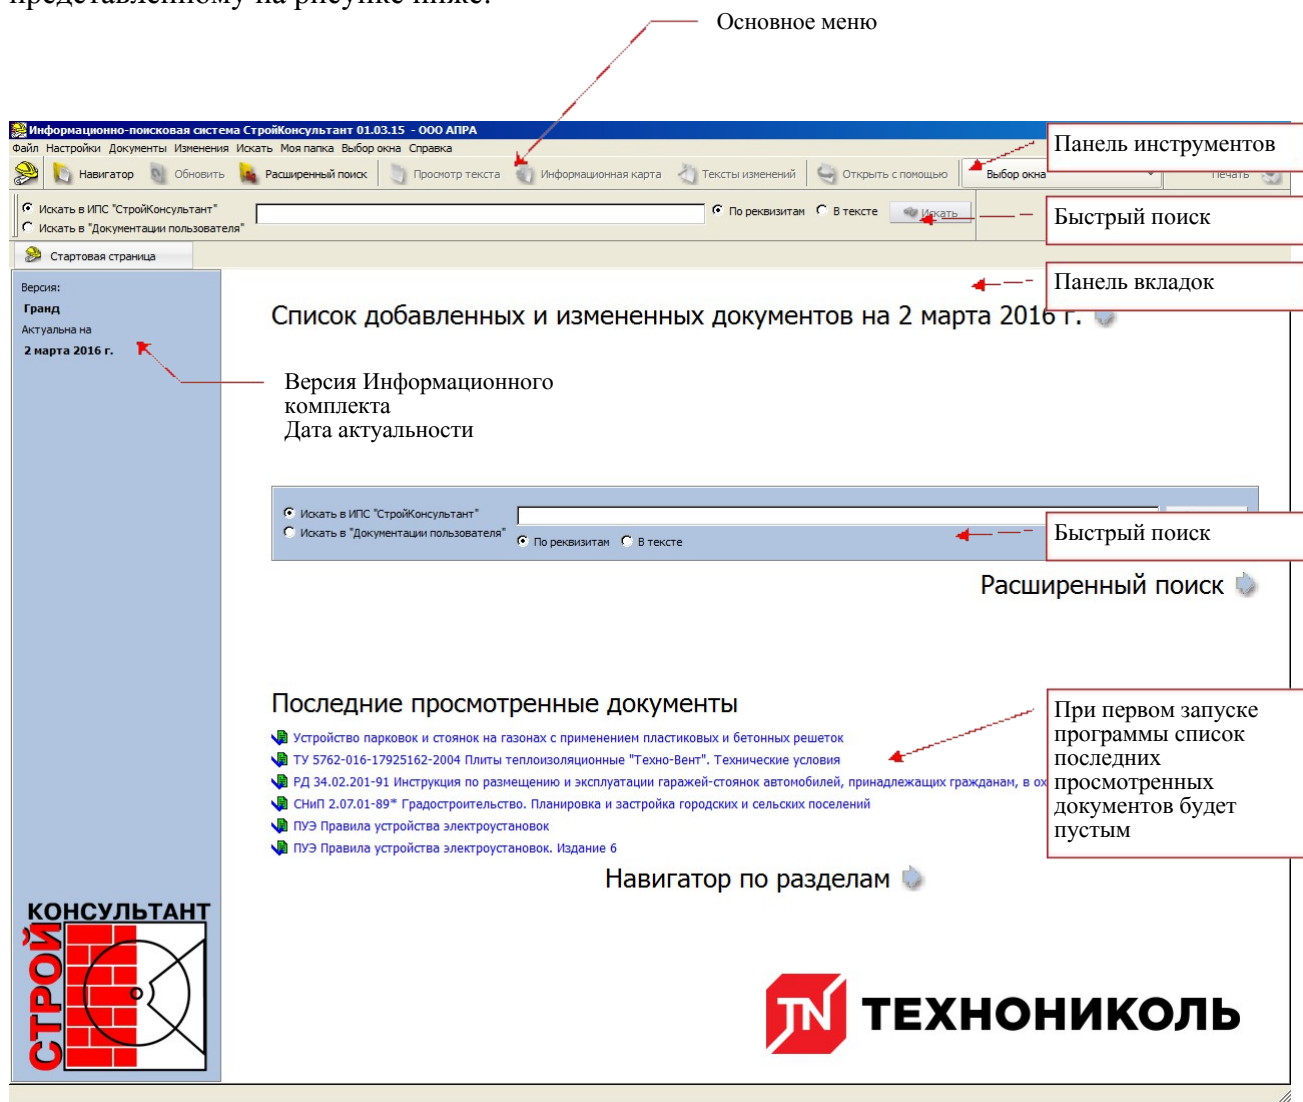 представленному на рисунке ниже.
Основное меню
Информационно-поисковая система СтройКонсультант 01.03.15 - ООО АПРА
Файл Настройки Документы Изменения Искать Моя папка Выбор окна Справка
Панель инструментов
Навигатор Обновить Расширенный поиск Просмотр текста Информационная карта Тексты изменений Открыть с помощью Выбор окна Печать
Искать в ИПС "СтройКонсультант"
По реквизитам В тексте Искать
Быстрый поиск
Искать в "Документации пользователя"
Стартовая страница
Панель вкладок
Версия:
Гранд
Актуальна на
2 марта 2016 г.
Список добавленных и измененных документов на 2 марта 2016 г.
Версия Информационного
комплекта
Дата актуальности
Искать в ИПС "СтройКонсультант"
Искать в "Документации пользователя"
По реквизитам В тексте
Быстрый поиск
Расширенный поиск
Последние просмотренные документы
Устройство парковок и стоянок на газонах с применением пластиковых и бетонных решеток
ТУ 5762-016-17925162-2004 Плиты теплоизоляционные "Техно-Вент". Технические условия
РД 34.02.201-91 Инструкция по размещению и эксплуатации гаражей-стоянок автомобилей, принадлежащих гражданам, в ох
СНиП 2.07.01-89* Градостроительство. Планировка и застройка городских и сельских поселений
ПУЭ Правила устройства электроустановок
ПУЭ Правила устройства электроустановок. Издание 6
При первом запуске
программы список
последних
просмотренных
документов будет
пустым
Навигатор по разделам
КОНСУЛЬТАНТ
СТРОЙ
TN ТЕХНОНИКОЛЬ